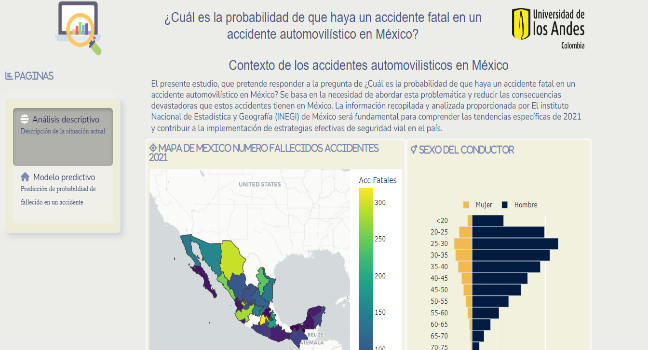 ¿Cuál es la probabilidad de que haya un accidente fatal en un
accidente automovilístico en México?
Universidad de
los Andes
Colombia
Contexto de los accidentes automovilisticos en México
PAGINAS
El presente estudio, que pretende responder a la pregunta de ¿Cuál es la probabilidad de que haya un accidente fatal en un
accidente automovilístico en México? Se basa en la necesidad de abordar esta problemática y reducir las consecuencias
devastadoras que estos accidentes tienen en México. La información recopilada y analizada proporcionada por El Instituto
Nacional de Estadística y Geografía (INEGI) de México será fundamental para comprender las tendencias específicas de 2021
y contribuir a la implementación de estrategias efectivas de seguridad vial en el país.
Análisis descriptivo
Descripción de la situación actual
Modelo predictivo
Predicción de probabilidad de
fallecido en un accidente
MAPA DE MEXICO NUMERO FALLECIDOS ACCIDENTES
2021
UNITED STATES
Acc Fatales
300
250
200
150
100
BELIZE
GUATEMALA
SEXO DEL CONDUCTOR
Mujer
Hombre
<20
20-25
25-30
30-35
35-40
40-45
45-50
50-55
55-60
60-65
65-70
70-75